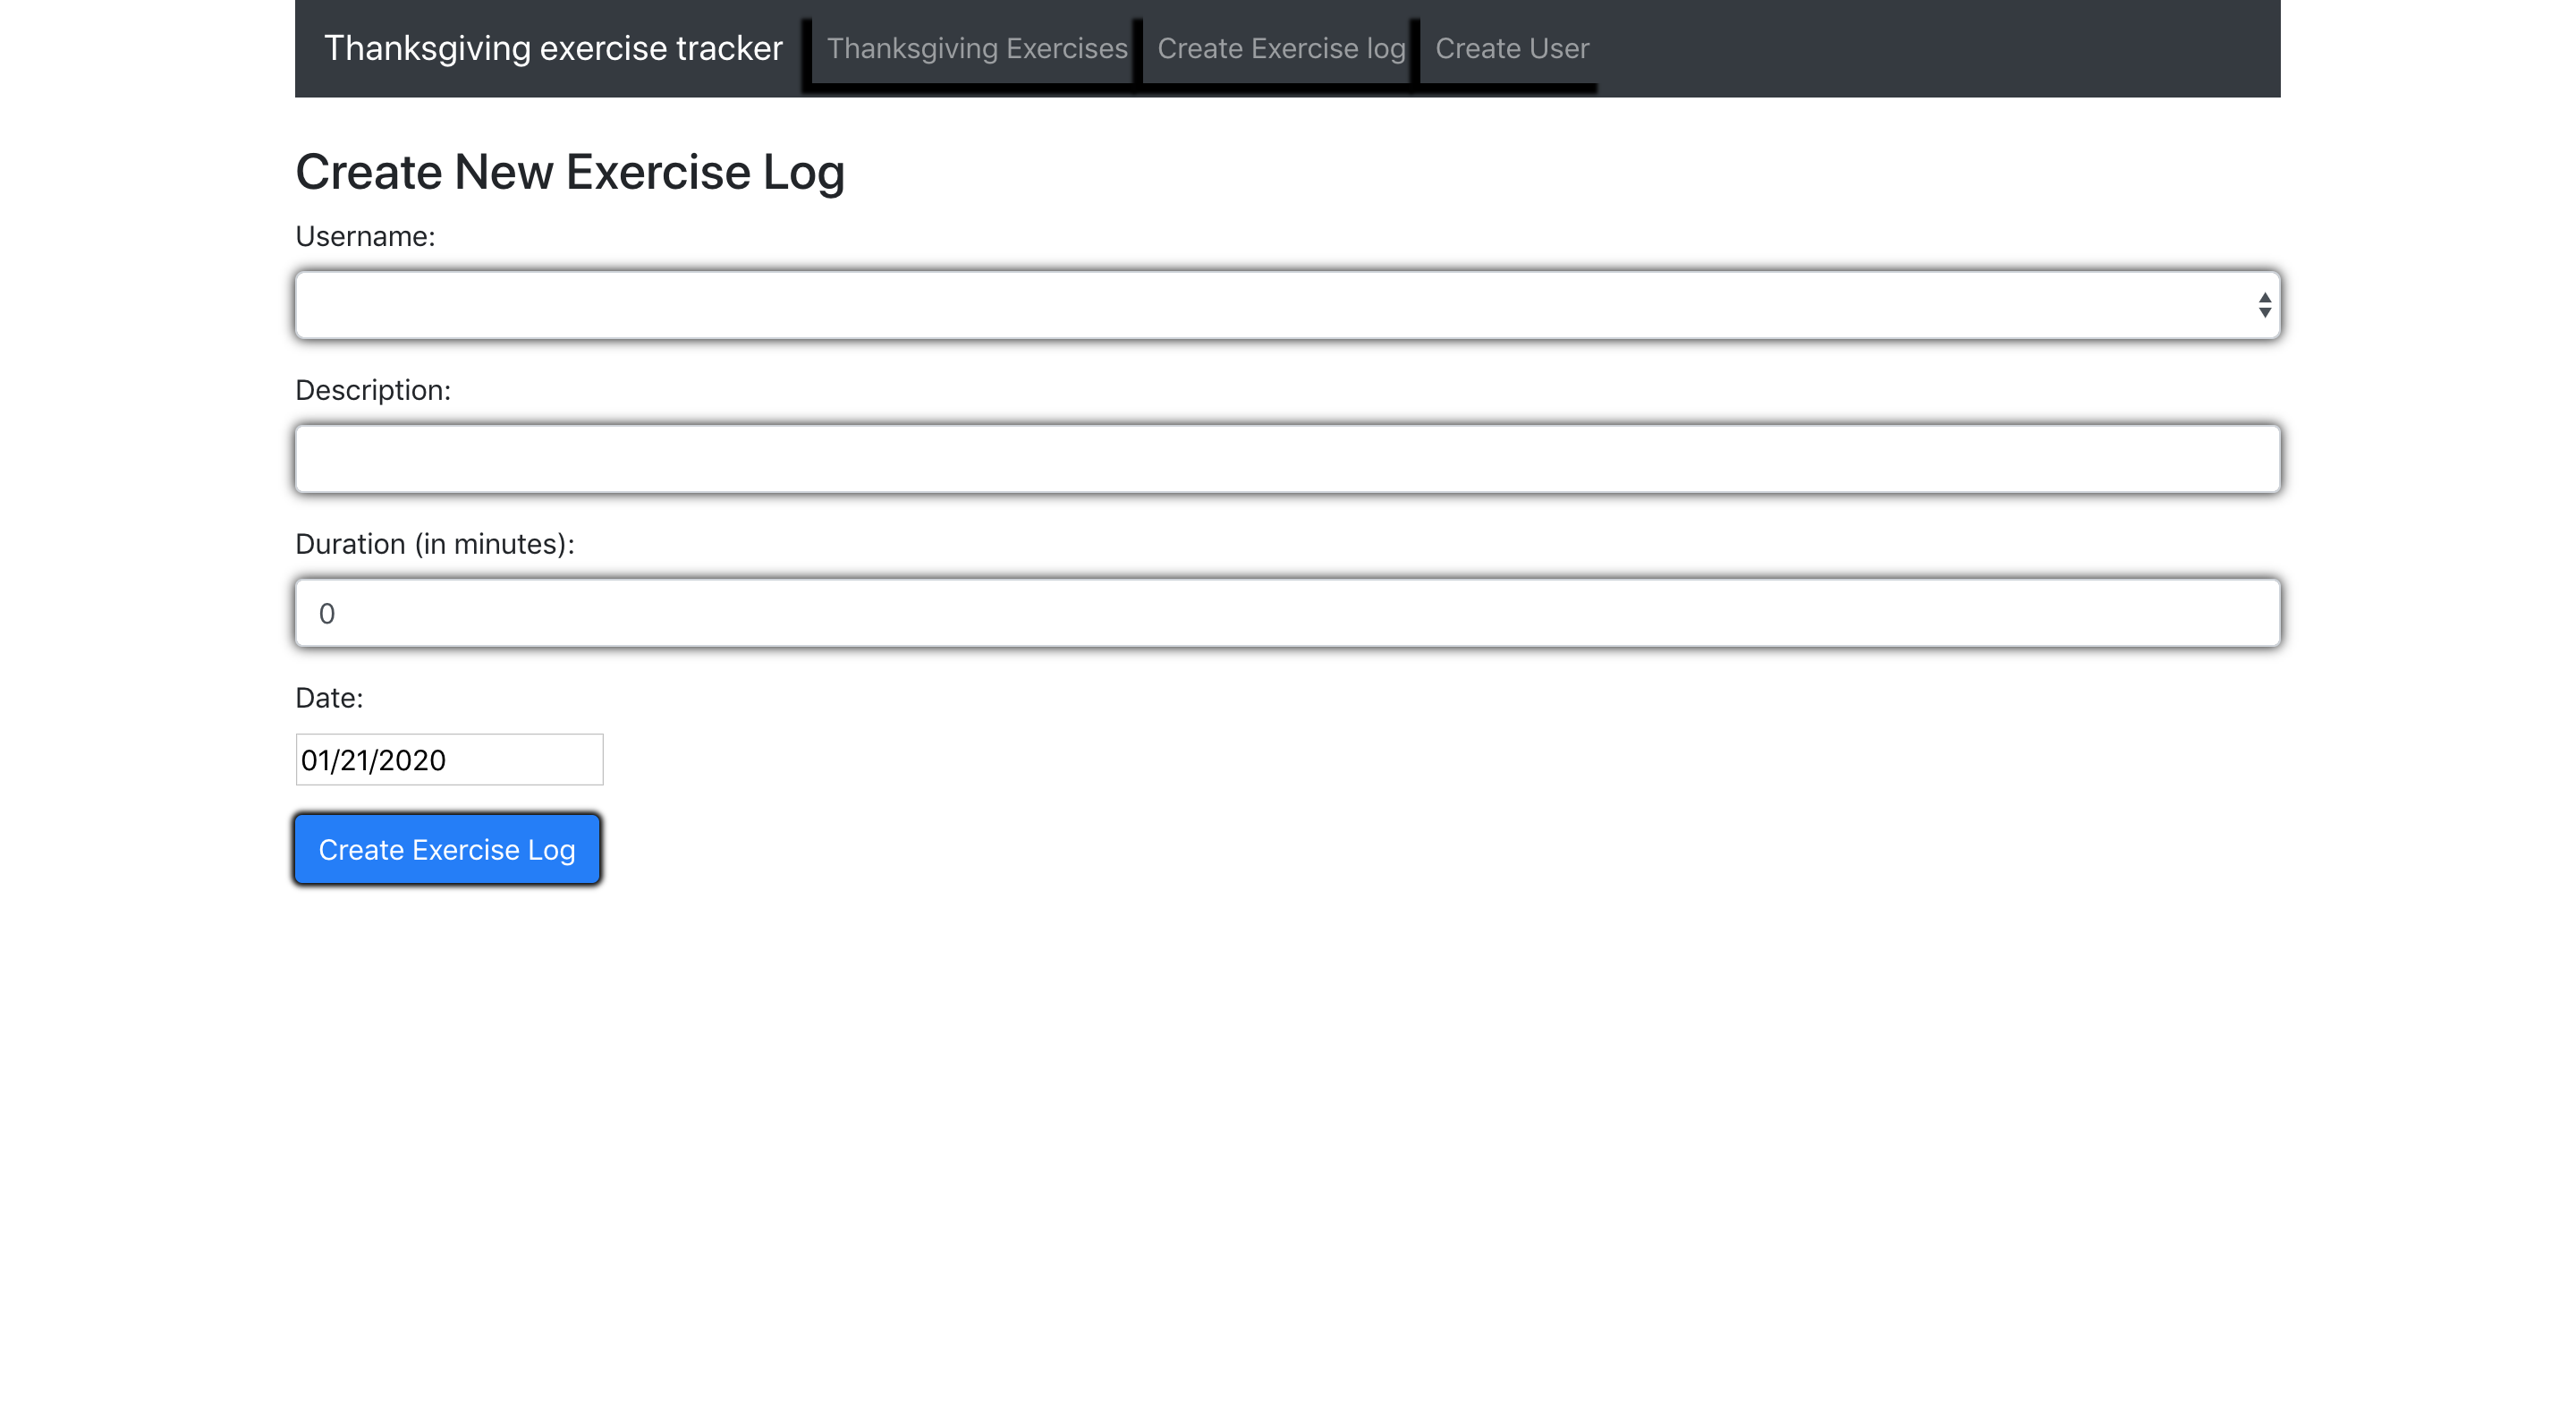 Thanksgiving exercise tracker Thanksgiving Exercises Create Exercise log Create User
Create New Exercise Log
Username:
Description:
Duration (in minutes):
0
Date:
01/21/2020
Create Exercise Log